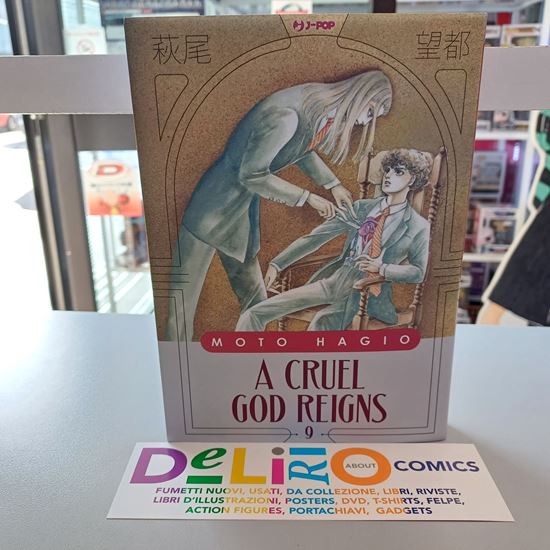 J-POP
萩尾 望都
MOTO HAGIO
A CRUEL
GOD REIGNS
9
DeLiRiO ABOUT COMICS
FUMETTI NUOVI, USATI, DA COLLEZIONE, LIBRI, RIVISTE,
LIBRI D'ILLUSTRAZIONI, POSTERS, DVD, T-SHIRTS, FELPE,
ACTION FIGURES, PORTACHIAVI, GADGETS